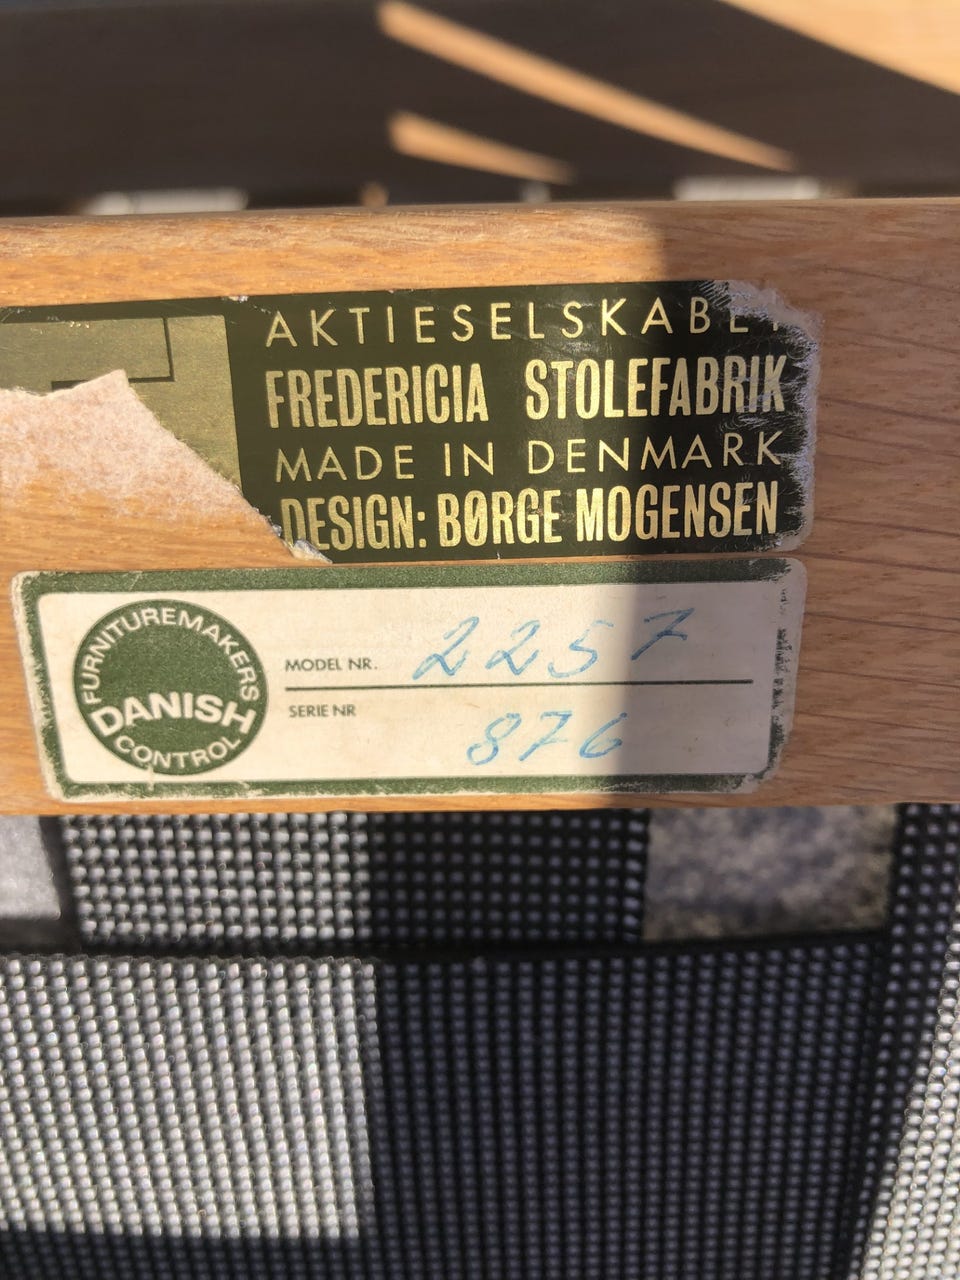 AKTIESELSKABET
FREDERICIA STOLEFABRIK
MADE IN DENMARK
DESIGN: BØRGE MOGENSEN
FURNITUREMAKERS
DANISH
CONTROL
MODEL NR. 2257
SERIE NR 876